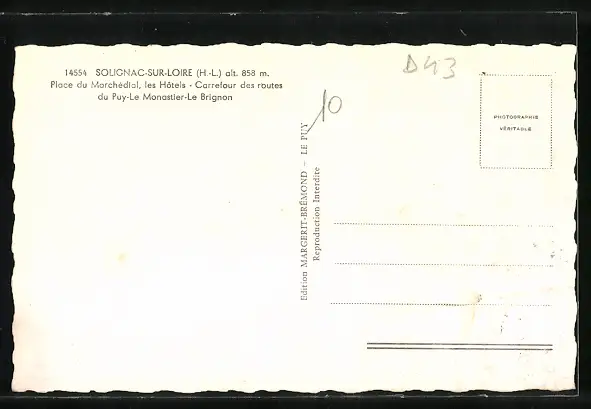 14554 SOLIGNAC-SUR-LOIRE (H.-L.) alt. 858 m.
Place du Marchédial, les Hôtels - Carrefour des routes
du Puy-Le Monastier-Le Brignon
D43
10
PHOTOGRAPHIE
VÉRITABLE
Edition MARGERIT-BRÉMOND - LE PUY
Reproduction Interdite